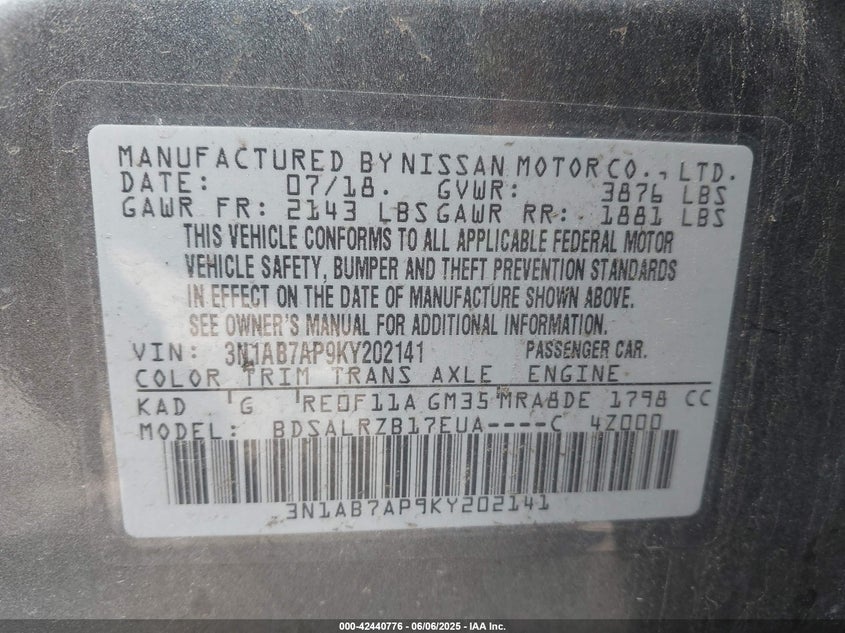 MANUFACTURED BY NISSAN MOTOR CO., LTD.
DATE: 07/18. GVWR: 3876 LBS
GAWR FR: 2143 LBS GAWR RR: 1881 LBS
THIS VEHICLE CONFORMS TO ALL APPLICABLE FEDERAL MOTOR
VEHICLE SAFETY, BUMPER AND THEFT PREVENTION STANDARDS
IN EFFECT ON THE DATE OF MANUFACTURE SHOWN ABOVE.
SEE OWNER'S MANUAL FOR ADDITIONAL INFORMATION.
VIN: 3N1AB7AP9KY202141 PASSENGER CAR.
COLOR TRIM TRANS AXLE ENGINE
KAD G RE0F11A GM35 MRA8DE 1798 CC
MODEL: BDSALRZB17EUA----C 4Z000
3N1AB7AP9KY202141
000-42440776 - 06/06/2025 - IAA Inc.